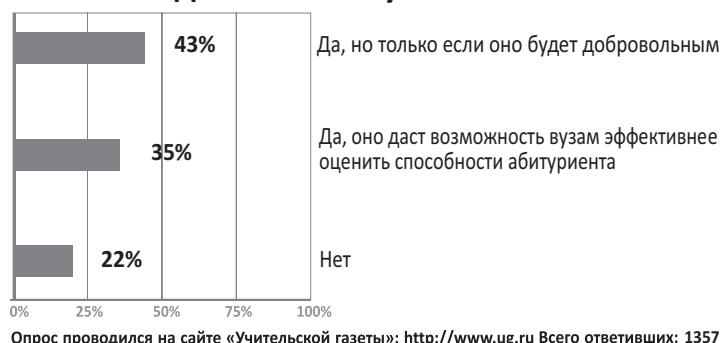 43%
Да, но только если оно будет добровольным
35%
Да, оно даст возможность вузам эффективнее
оценить способности абитуриента
22%
Нет
0% 25% 50% 75% 100%
Опрос проводился на сайте «Учительской газеты»: http://www.ug.ru Всего ответивших: 1357